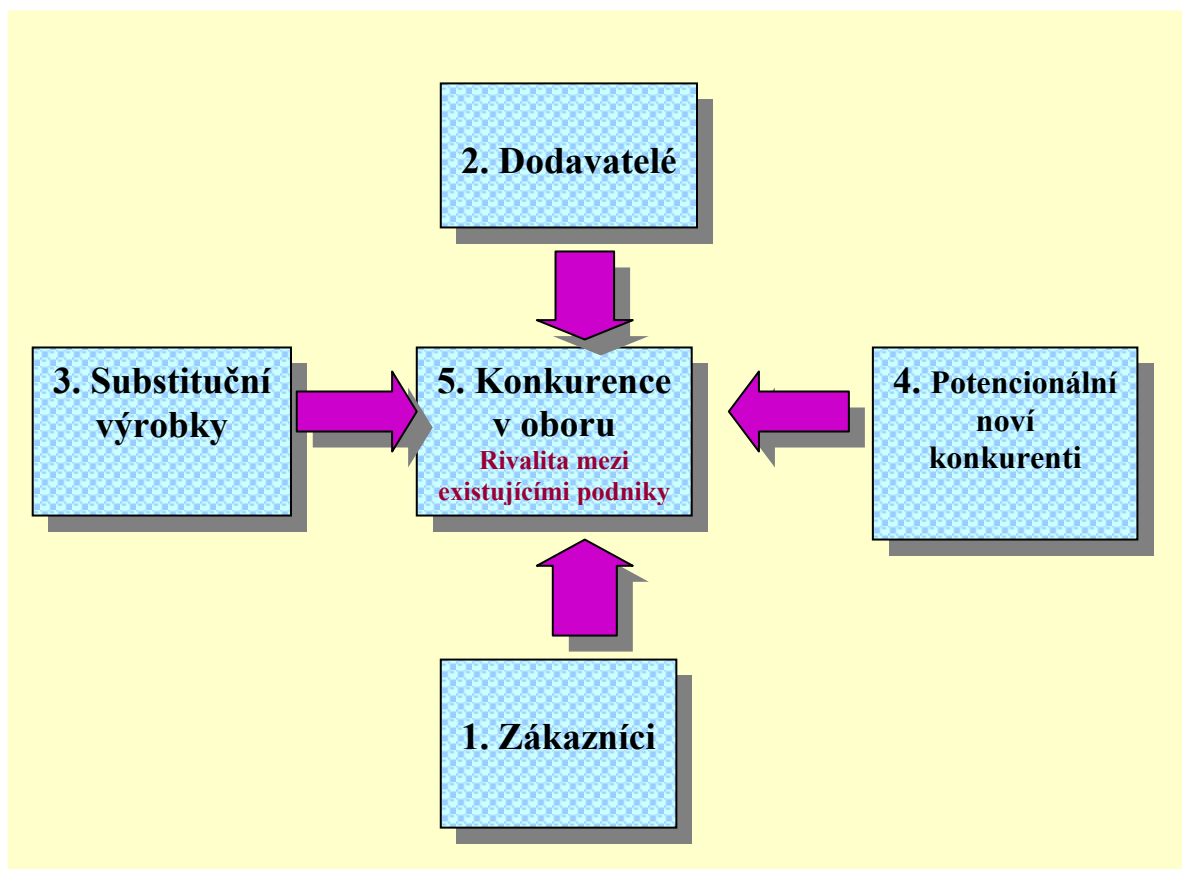 2. Dodavatelé
3. Substituční
výrobky
5. Konkurence
v oboru
Rivalita mezi
existujícími podniky
4. Potencionální
noví
konkurenti
1. Zákazníci